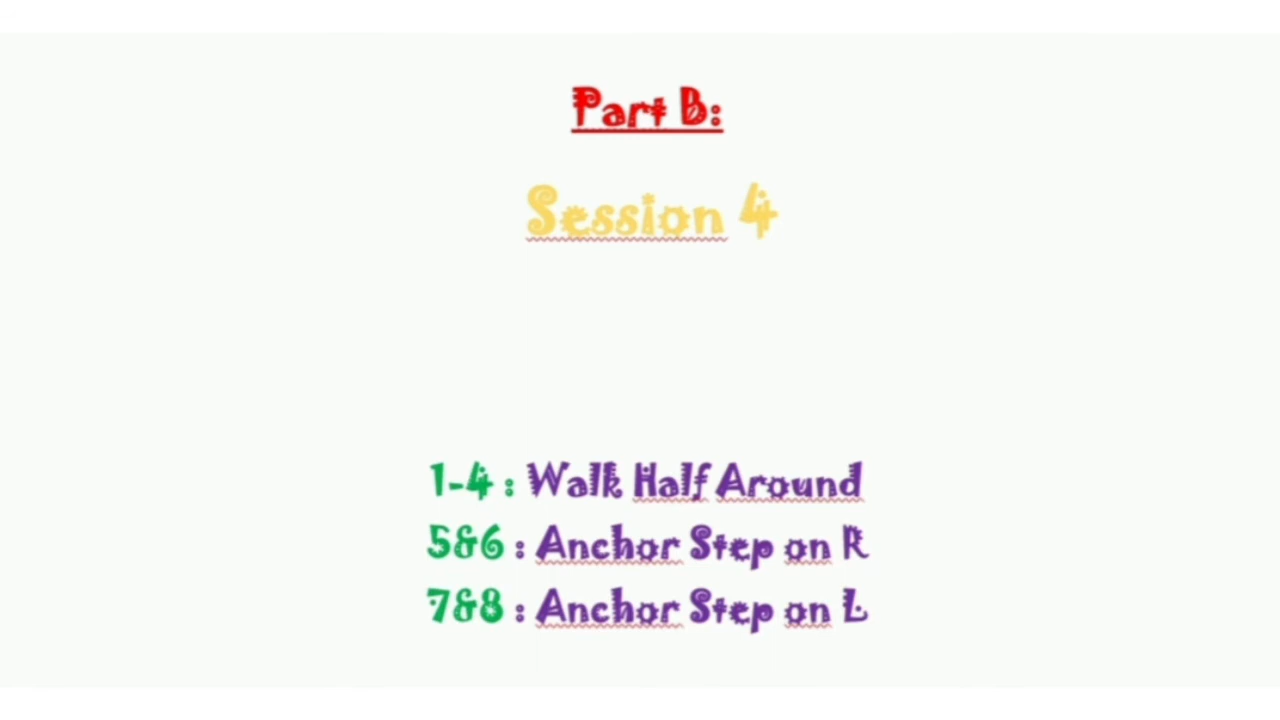 Part B:
Session 4
1-4 : Walk Half Around
5&6 : Anchor Step on R
7&8 : Anchor Step on L